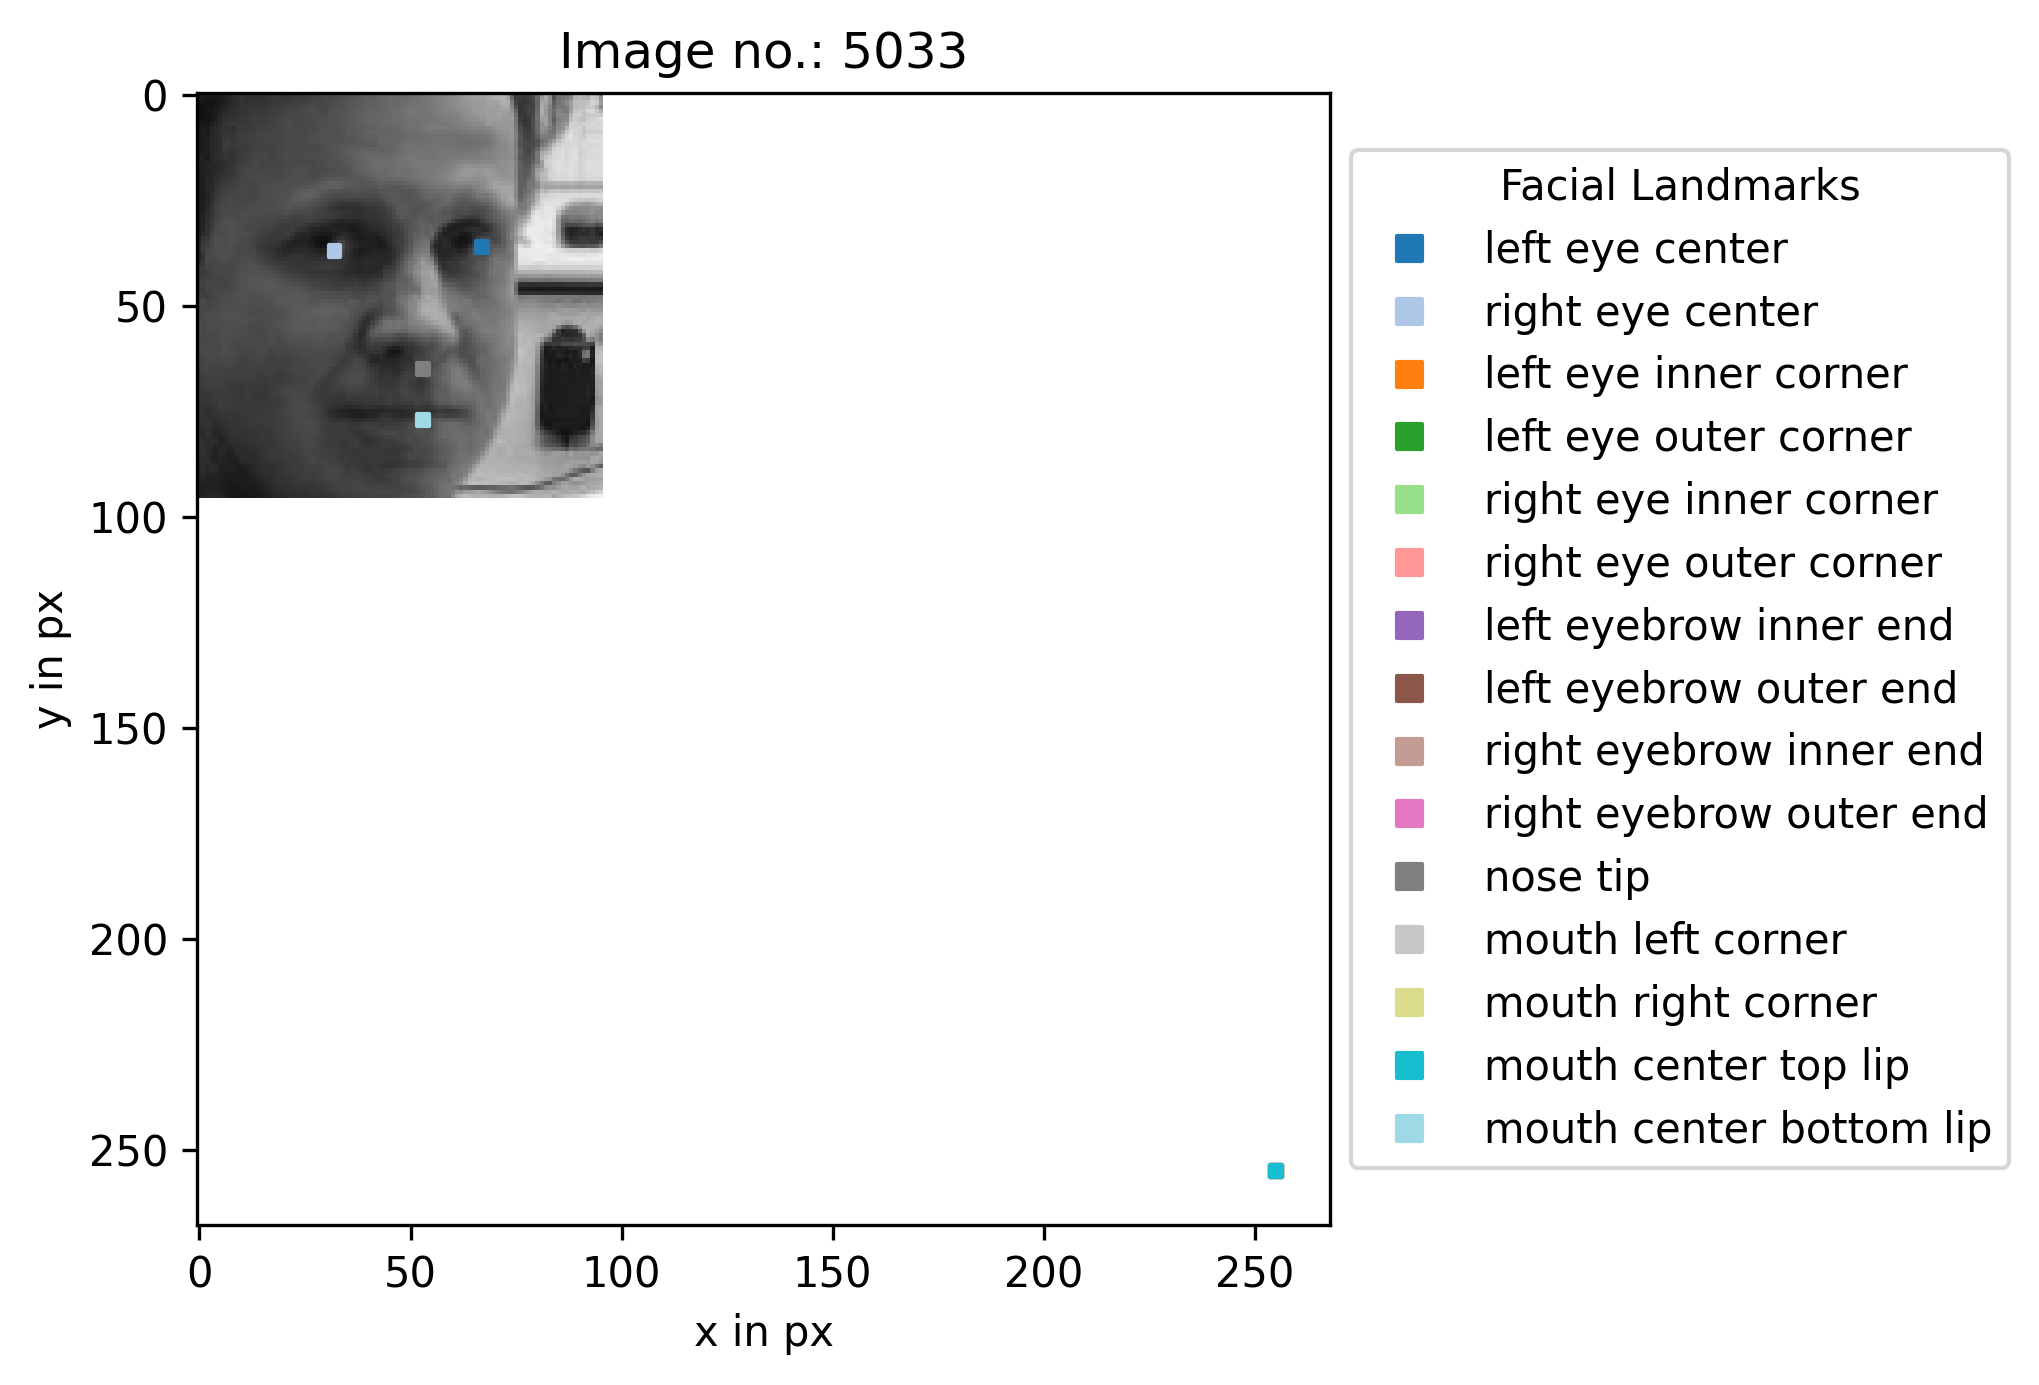 Image no.: 5033
0
50
100
150
200
250
y in px
0 50 100 150 200 250
x in px
Facial Landmarks
left eye center
right eye center
left eye inner corner
left eye outer corner
right eye inner corner
right eye outer corner
left eyebrow inner end
left eyebrow outer end
right eyebrow inner end
right eyebrow outer end
nose tip
mouth left corner
mouth right corner
mouth center top lip
mouth center bottom lip